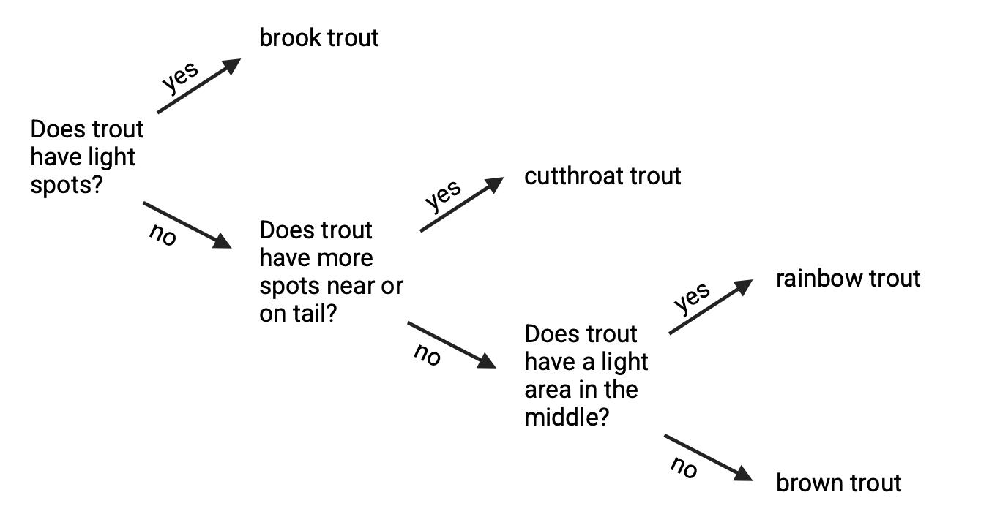 brook trout
yes
Does trout
have light
spots?
no
cutthroat trout
yes
Does trout
have more
spots near or
on tail?
no
rainbow trout
yes
Does trout
have a light
area in the
middle?
no
brown trout